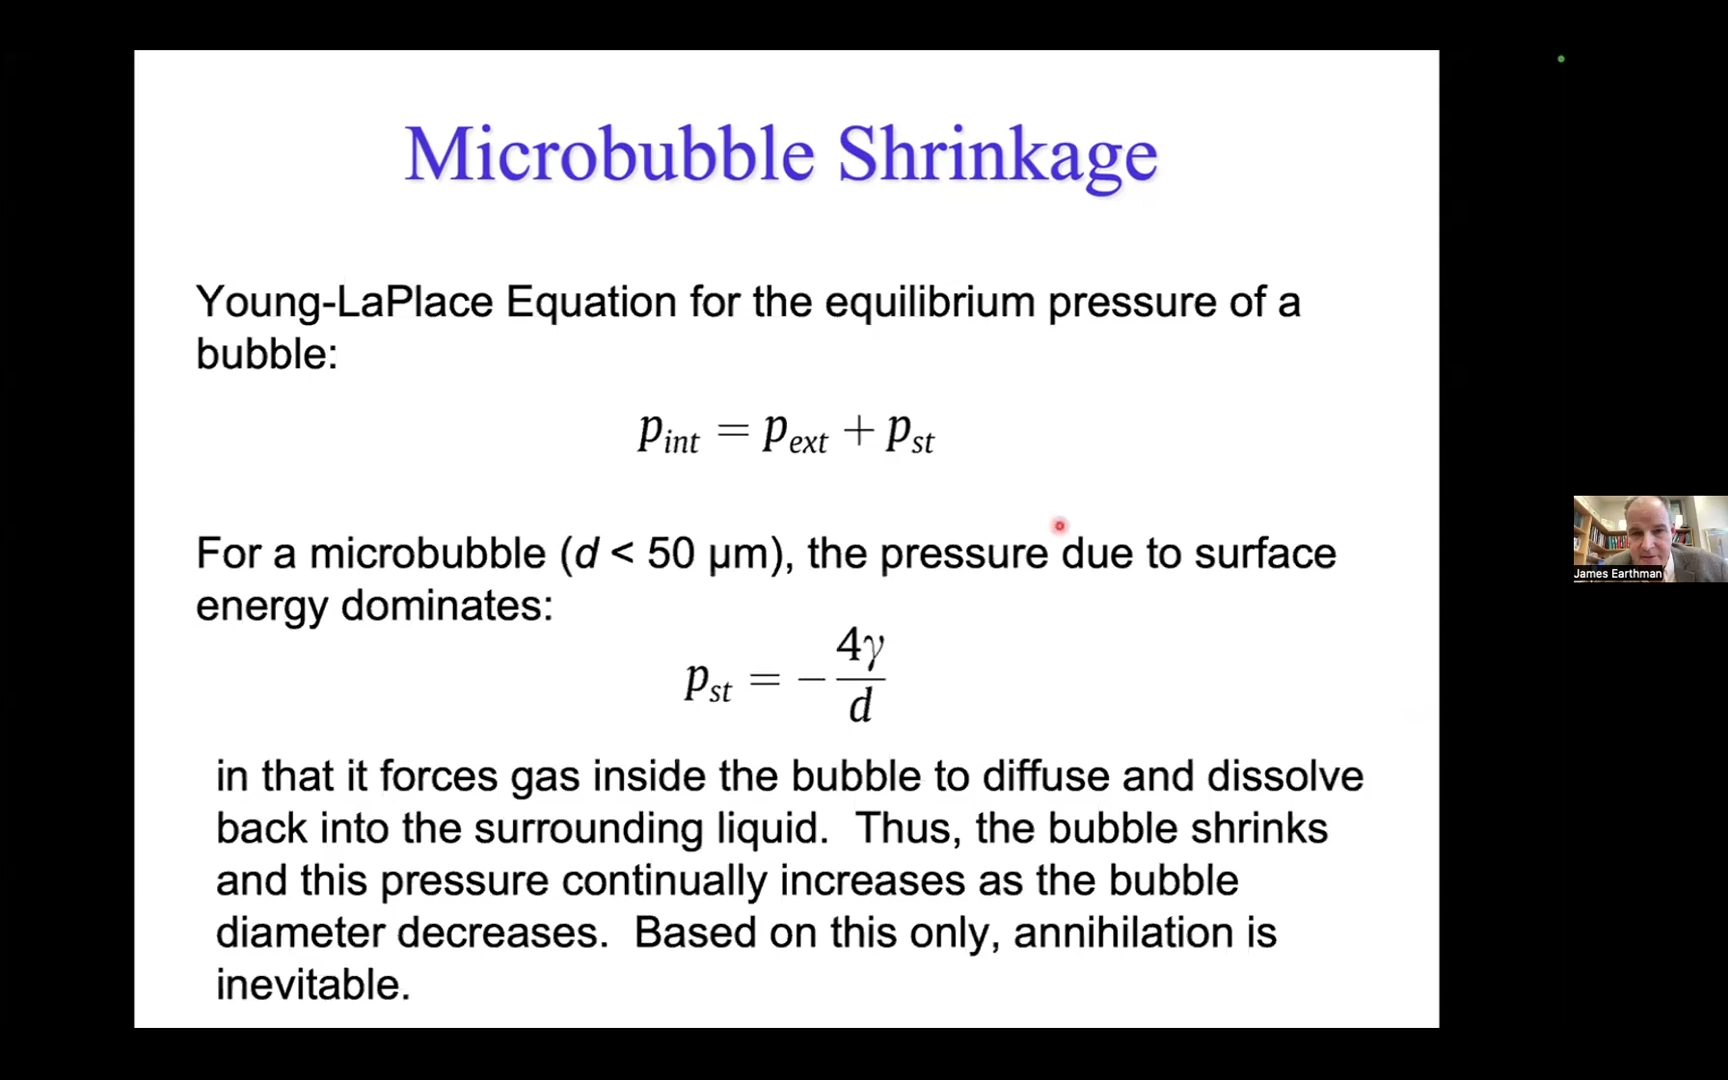 Microbubble Shrinkage
Young-LaPlace Equation for the equilibrium pressure of a
bubble:
p_int = p_ext + p_st
For a microbubble (d < 50 μm), the pressure due to surface
energy dominates:
p_st = − 4γ/d
in that it forces gas inside the bubble to diffuse and dissolve
back into the surrounding liquid.  Thus, the bubble shrinks
and this pressure continually increases as the bubble
diameter decreases.  Based on this only, annihilation is
inevitable.
James Earthman